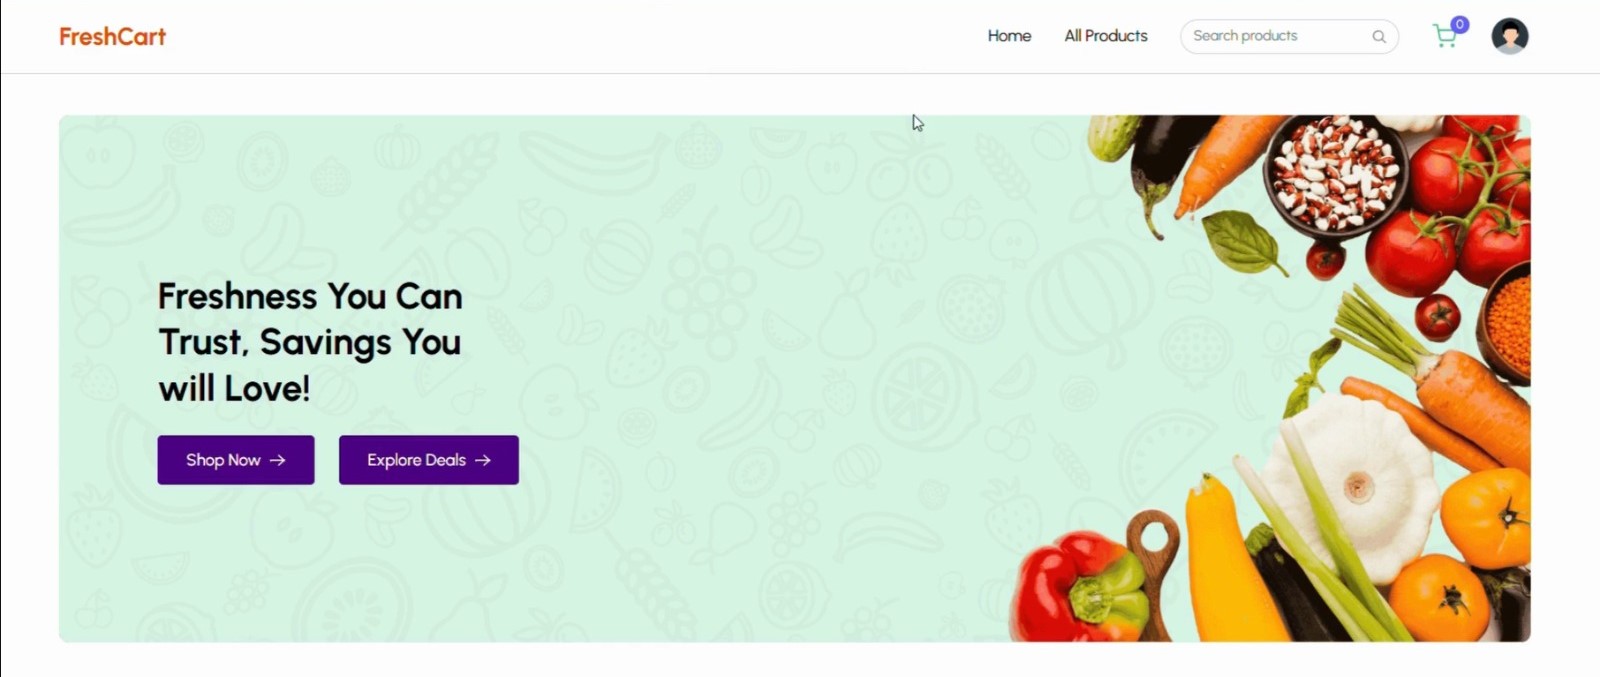 FreshCart
Home
All Products
Search products
0
Freshness You Can
Trust, Savings You
will Love!
Shop Now →
Explore Deals →